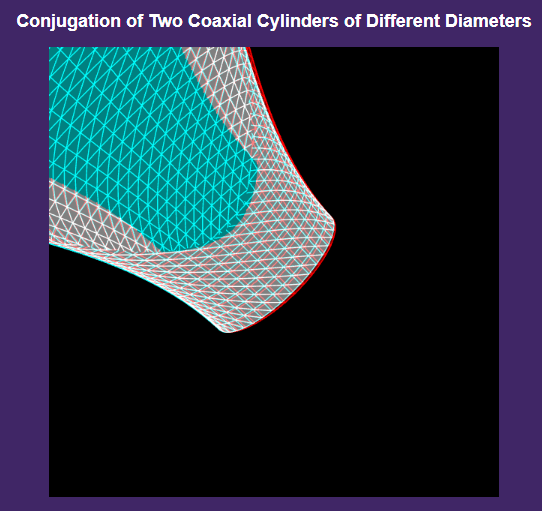 Conjugation of Two Coaxial Cylinders of Different Diameters